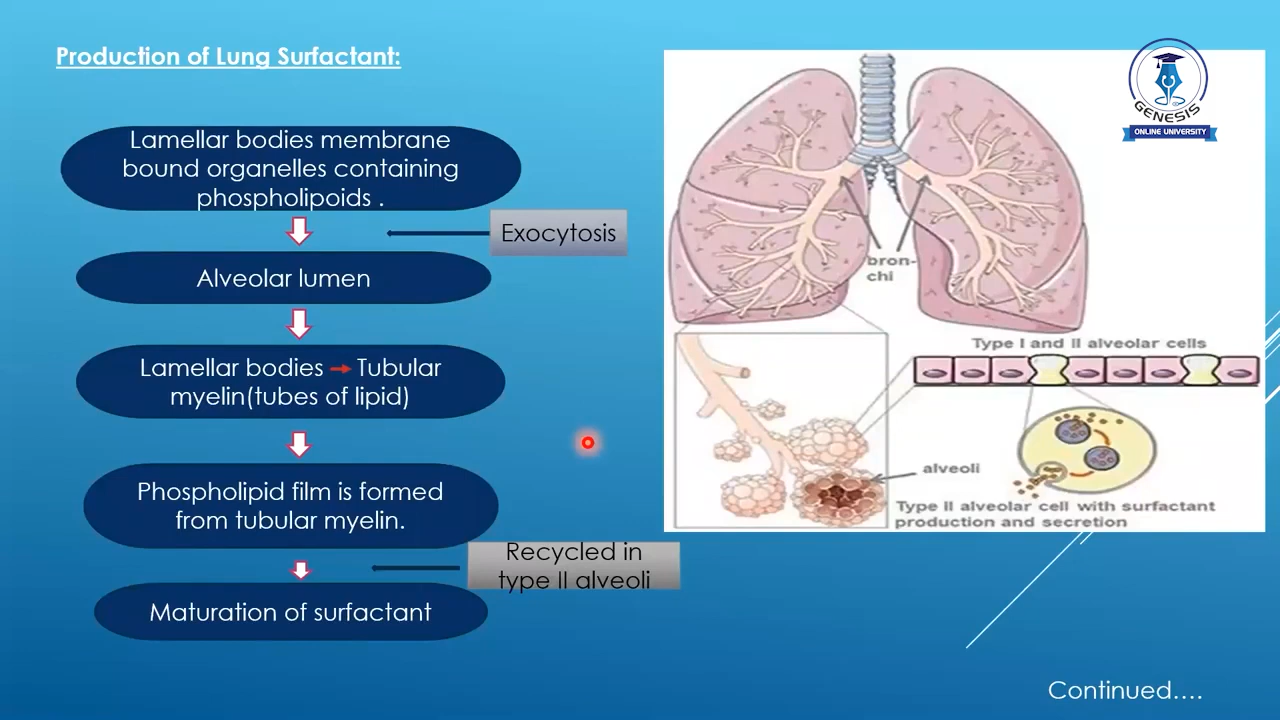 Production of Lung Surfactant:
GENESIS
ONLINE UNIVERSITY
Lamellar bodies membrane
bound organelles containing
phospholipoids .
Exocytosis
Alveolar lumen
Lamellar bodies → Tubular
myelin(tubes of lipid)
Phospholipid film is formed
from tubular myelin.
Recycled in
type II alveoli
Maturation of surfactant
bron-
chi
Type I and II alveolar cells
alveoli
Type II alveolar cell with surfactant
production and secretion
Continued....